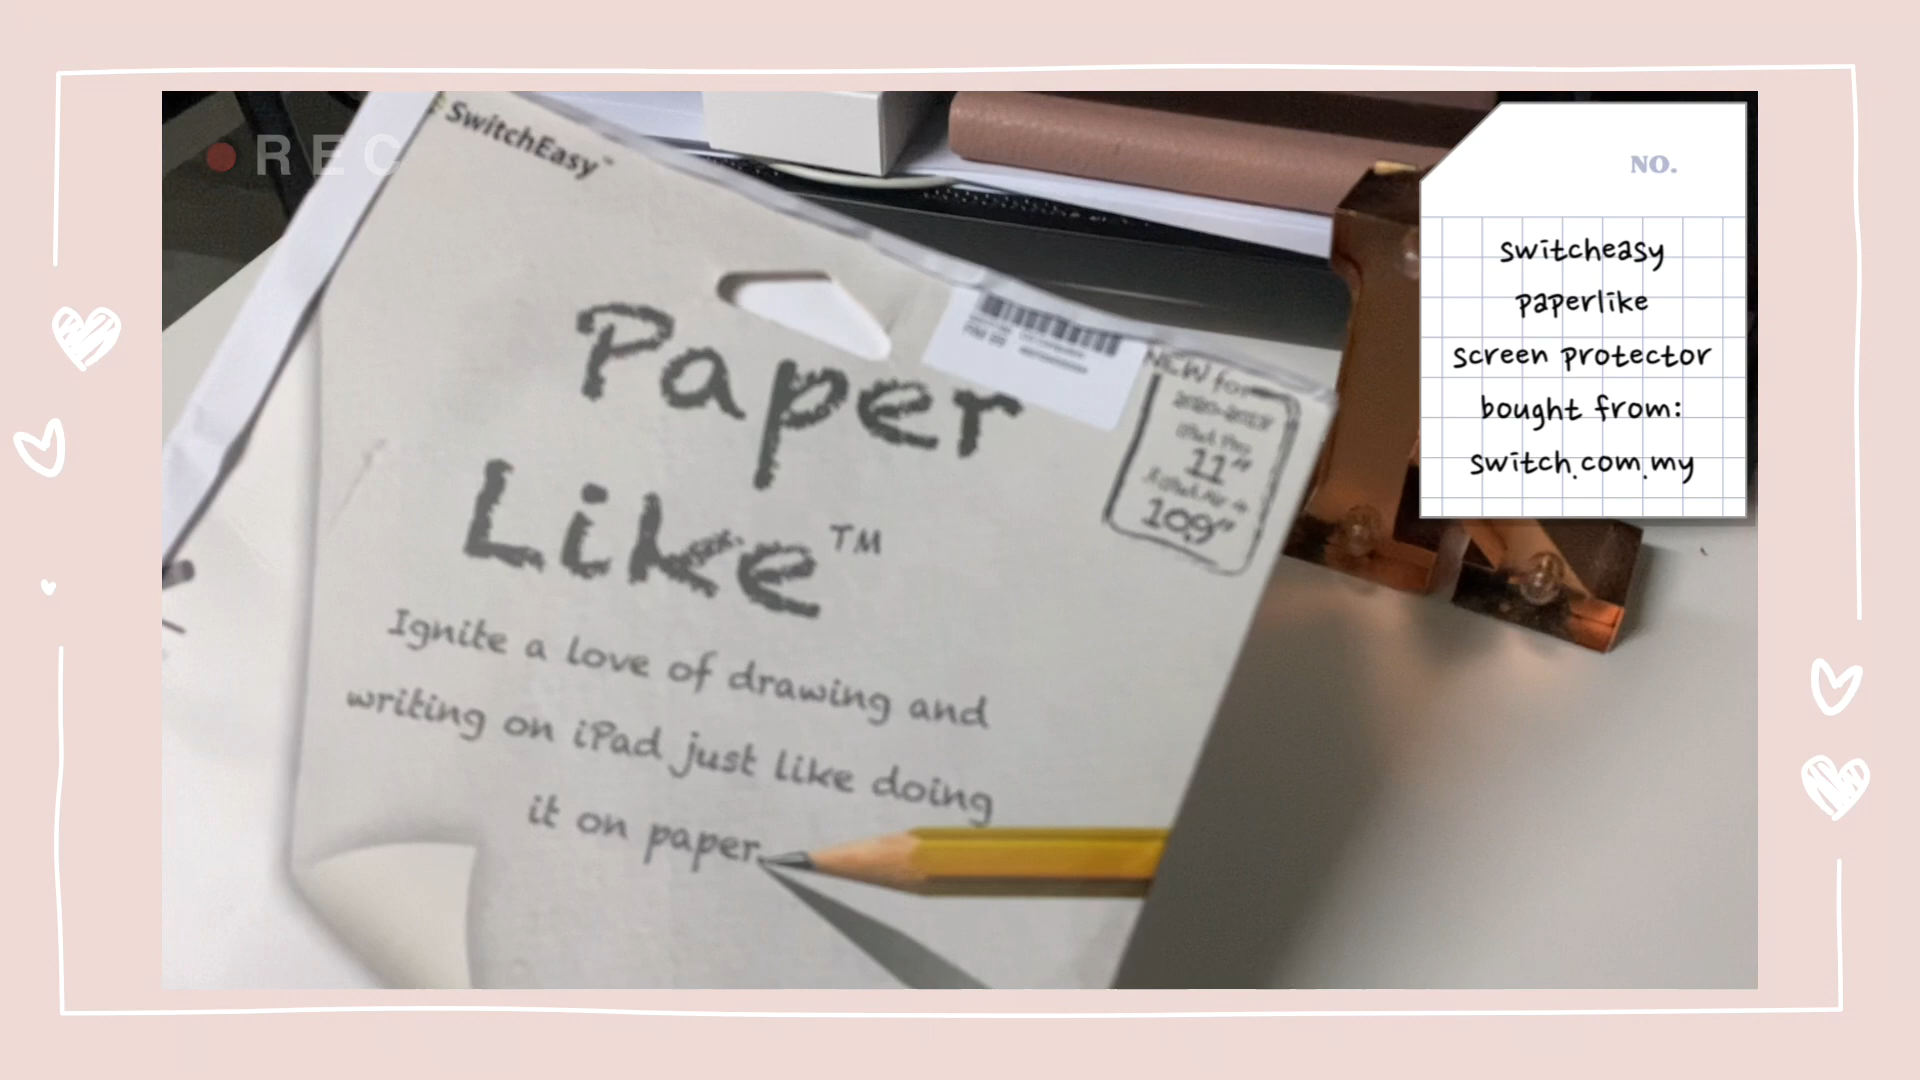 REC
SwitchEasy™
Paper
Like™
NEW for
11"
10.9"
Ignite a love of drawing and
writing on iPad just like doing
it on paper.
NO.
switcheasy
paperlike
screen protector
bought from:
switch.com.my